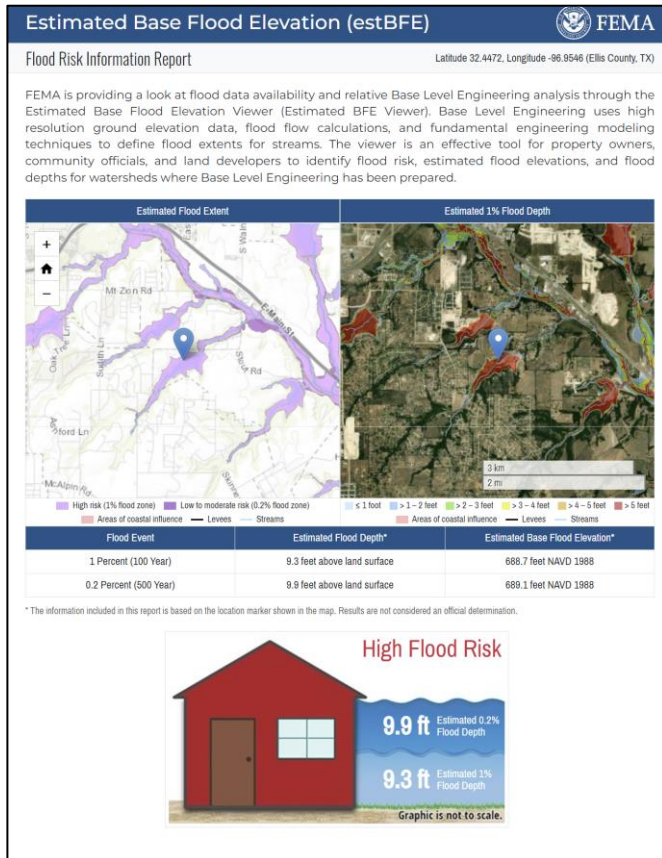 Estimated Base Flood Elevation (estBFE)
FEMA
Flood Risk Information Report
Latitude 32.4472, Longitude -96.9546 (Ellis County, TX)
FEMA is providing a look at flood data availability and relative Base Level Engineering analysis through the
Estimated Base Flood Elevation Viewer (Estimated BFE Viewer). Base Level Engineering uses high
resolution ground elevation data, flood flow calculations, and fundamental engineering modeling
techniques to define flood extents for streams. The viewer is an effective tool for property owners,
community officials, and land developers to identify flood risk, estimated flood elevations, and flood
depths for watersheds where Base Level Engineering has been prepared.
Estimated Flood Extent
Estimated 1% Flood Depth
+
−
Mt Zion Rd
Oak Tree Ln
Sudith Ln
E Main St
S Waln
Skinne
McAlpin Rd
3 km
2 mi
High risk (1% flood zone) Low to moderate risk (0.2% flood zone)
Areas of coastal influence Levees Streams
≤ 1 foot > 1 – 2 feet > 2 – 3 feet > 3 – 4 feet > 4 – 5 feet > 5 feet
Areas of coastal influence Levees Streams
Flood Event Estimated Flood Depth* Estimated Base Flood Elevation*
1 Percent (100 Year) 9.3 feet above land surface 688.7 feet NAVD 1988
0.2 Percent (500 Year) 9.9 feet above land surface 689.1 feet NAVD 1988
* The information included in this report is based on the location marker shown in the map. Results are not considered an official determination.
High Flood Risk
9.9 ft Estimated 0.2%
Flood Depth
9.3 ft Estimated 1%
Flood Depth
Graphic is not to scale.